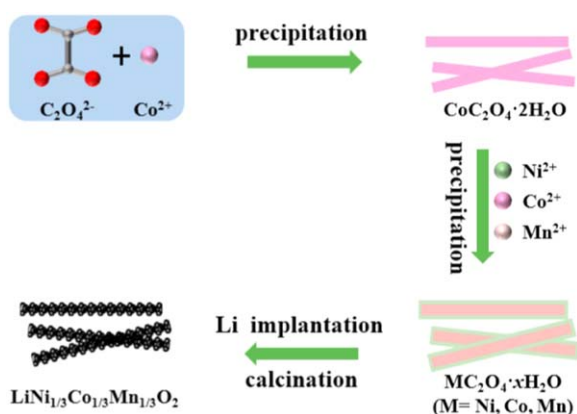 precipitation
+
C₂O₄²⁻ Co²⁺
CoC₂O₄·2H₂O
precipitation
Ni²⁺
Co²⁺
Mn²⁺
Li implantation
calcination
LiNi₁/₃Co₁/₃Mn₁/₃O₂
MC₂O₄·xH₂O
(M= Ni, Co, Mn)